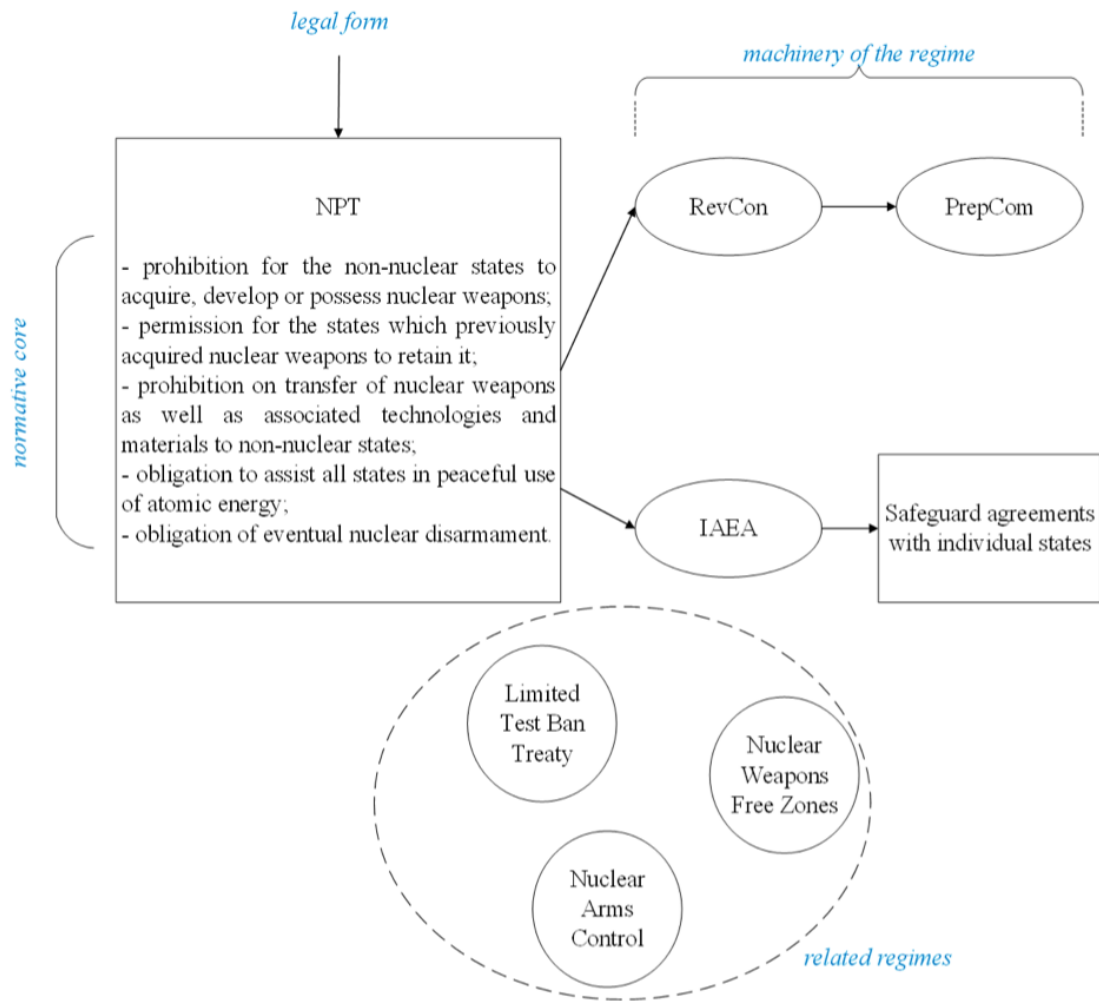 legal form
machinery of the regime
NPT
- prohibition for the non-nuclear states to
acquire, develop or possess nuclear weapons;
- permission for the states which previously
acquired nuclear weapons to retain it;
- prohibition on transfer of nuclear weapons
as well as associated technologies and
materials to non-nuclear states;
- obligation to assist all states in peaceful use
of atomic energy;
- obligation of eventual nuclear disarmament.
normative core
RevCon
PrepCom
IAEA
Safeguard agreements
with individual states
Limited
Test Ban
Treaty
Nuclear
Weapons
Free Zones
Nuclear
Arms
Control
related regimes